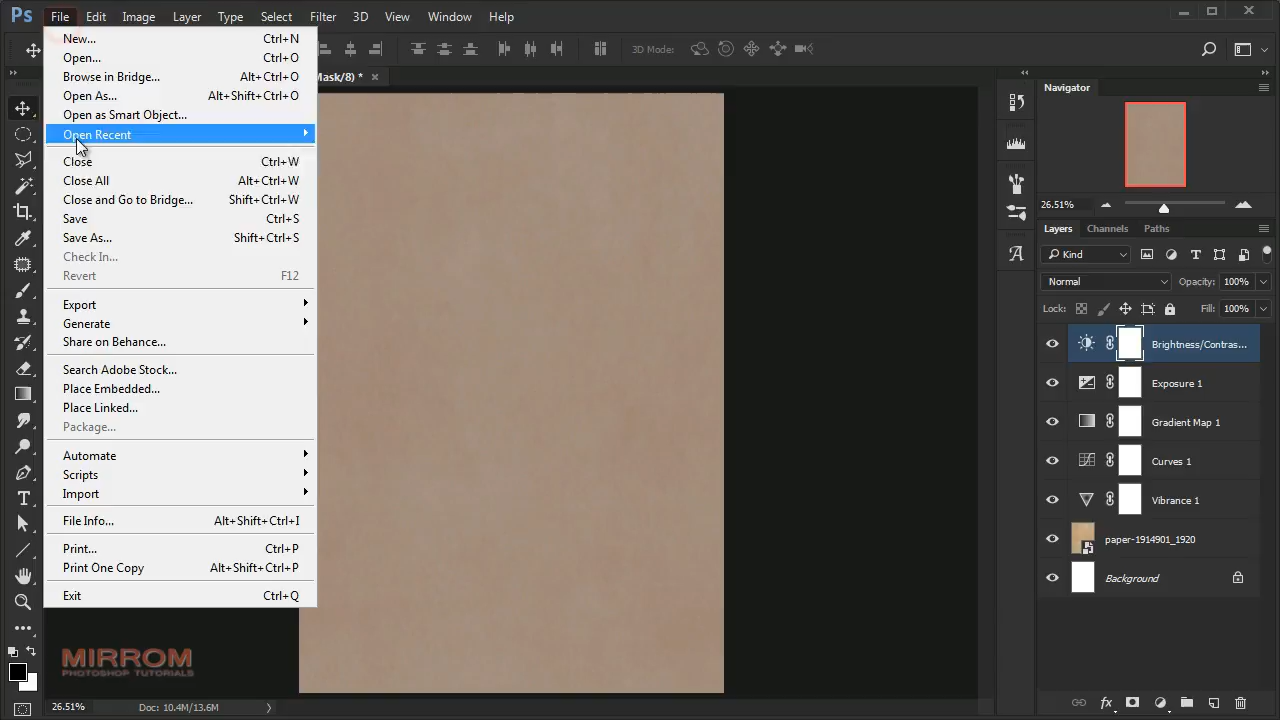 Ps File Edit Image Layer Type Select Filter 3D View Window Help
3D Mode:
Mask/8) *
New... Ctrl+N
Open... Ctrl+O
Browse in Bridge... Alt+Ctrl+O
Open As... Alt+Shift+Ctrl+O
Open as Smart Object...
Open Recent
Close Ctrl+W
Close All Alt+Ctrl+W
Close and Go to Bridge... Shift+Ctrl+W
Save Ctrl+S
Save As... Shift+Ctrl+S
Check In...
Revert F12
Export
Generate
Share on Behance...
Search Adobe Stock...
Place Embedded...
Place Linked...
Package...
Automate
Scripts
Import
File Info... Alt+Shift+Ctrl+I
Print... Ctrl+P
Print One Copy Alt+Shift+Ctrl+P
Exit Ctrl+Q
MIRROM
PHOTOSHOP TUTORIALS
26.51% Doc: 10.4M/13.6M
Navigator
26.51%
Layers Channels Paths
Kind
Normal Opacity: 100%
Lock: Fill: 100%
Brightness/Contras...
Exposure 1
Gradient Map 1
Curves 1
Vibrance 1
paper-1914901_1920
Background
fx